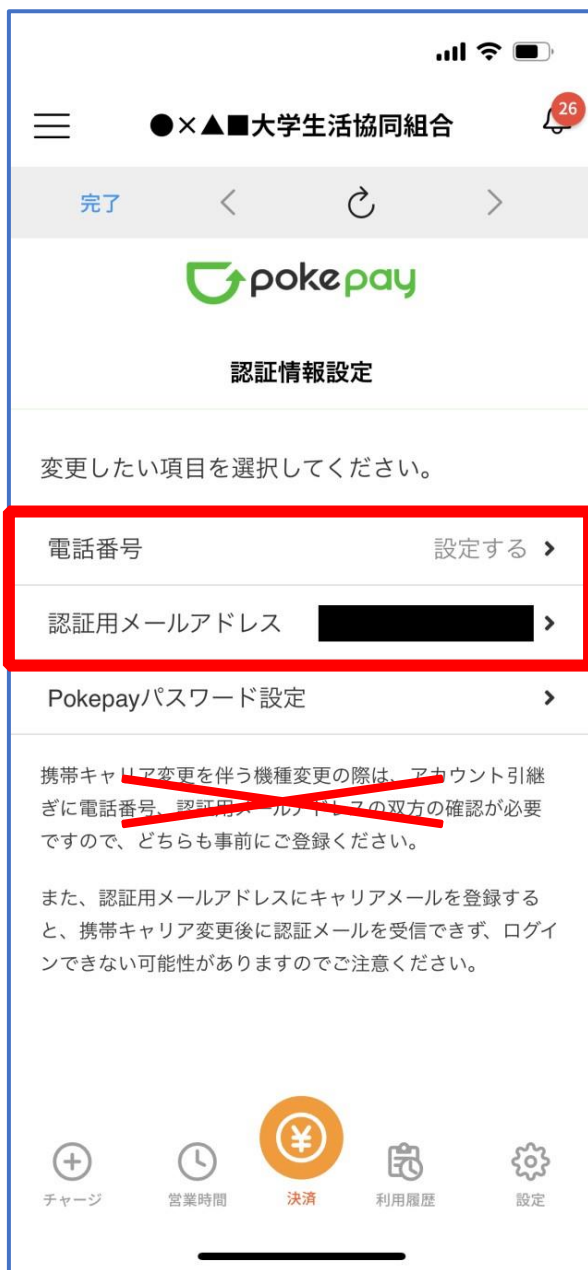 ●×▲■大学生活協同組合
26
完了
pokepay
認証情報設定
変更したい項目を選択してください。
電話番号 設定する
認証用メールアドレス
Pokepayパスワード設定
携帯キャリア変更を伴う機種変更の際は、アカウント引継
ぎに電話番号、認証用メールアドレスの双方の確認が必要
ですので、どちらも事前にご登録ください。
また、認証用メールアドレスにキャリアメールを登録する
と、携帯キャリア変更後に認証メールを受信できず、ログイ
ンできない可能性がありますのでご注意ください。
チャージ 営業時間 決済 利用履歴 設定